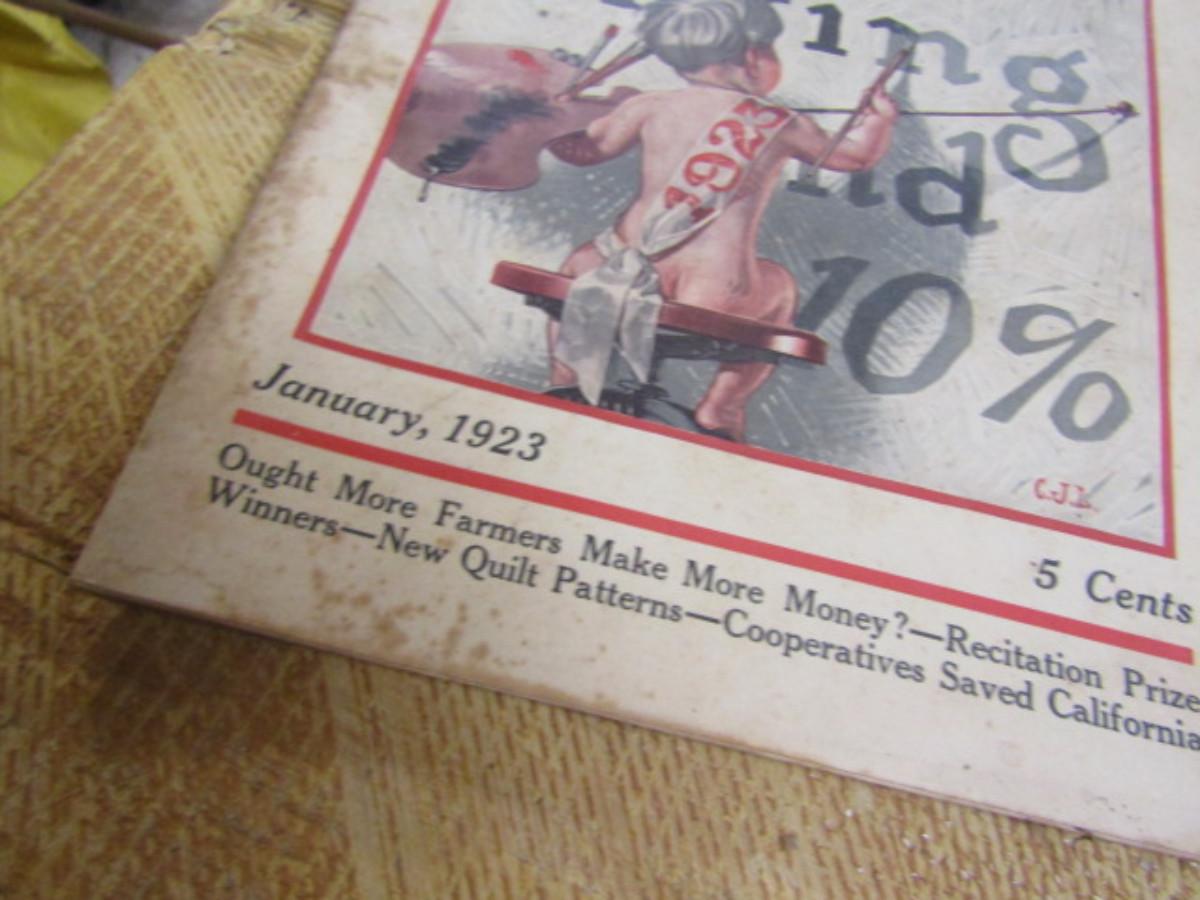 ing
nd
10%
1923
C.J.L.
January, 1923
5 Cents
Ought More Farmers Make More Money?—Recitation Prize
Winners—New Quilt Patterns—Cooperatives Saved California